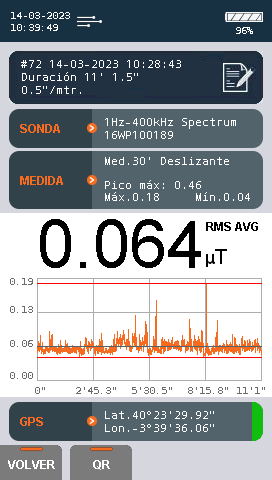 14-03-2023
10:39:49
96%
#72 14-03-2023 10:28:43
Duración 11' 1.5"
0.5"/mtr.
SONDA
1Hz-400kHz Spectrum
16WP100189
MEDIDA
Med.30' Deslizante
Pico máx: 0.46
Máx.0.18 Mín.0.04
0.064 RMS AVG
µT
0.19
0.13
0.06
0.00
0" 2'45.3" 5'30.5" 8'15.8" 11'1"
GPS
Lat.40°23'29.92"
Lon.-3°39'36.06"
VOLVER QR